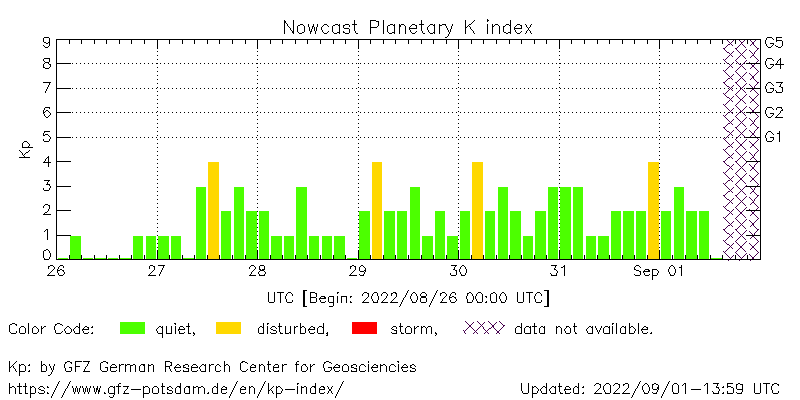 Nowcast Planetary K index
9
8
7
6
5
4
3
2
1
0
Kp
G5
G4
G3
G2
G1
26 27 28 29 30 31 Sep 01
UTC [Begin: 2022/08/26 00:00 UTC]
Color Code: quiet, disturbed, storm, data not available.
Kp: by GFZ German Research Center for Geosciencies
https://www.gfz-potsdam.de/en/kp-index/ Updated: 2022/09/01-13:59 UTC